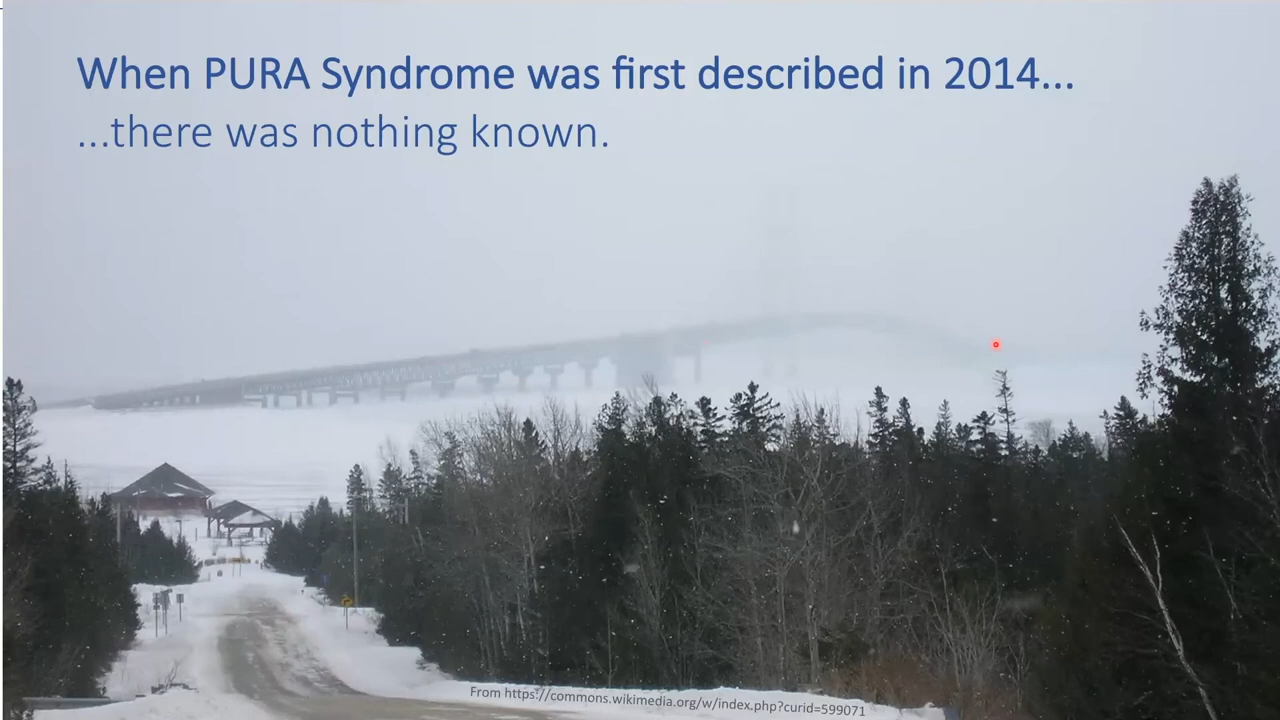 When PURA Syndrome was first described in 2014...
...there was nothing known.
From https://commons.wikimedia.org/w/index.php?curid=599071